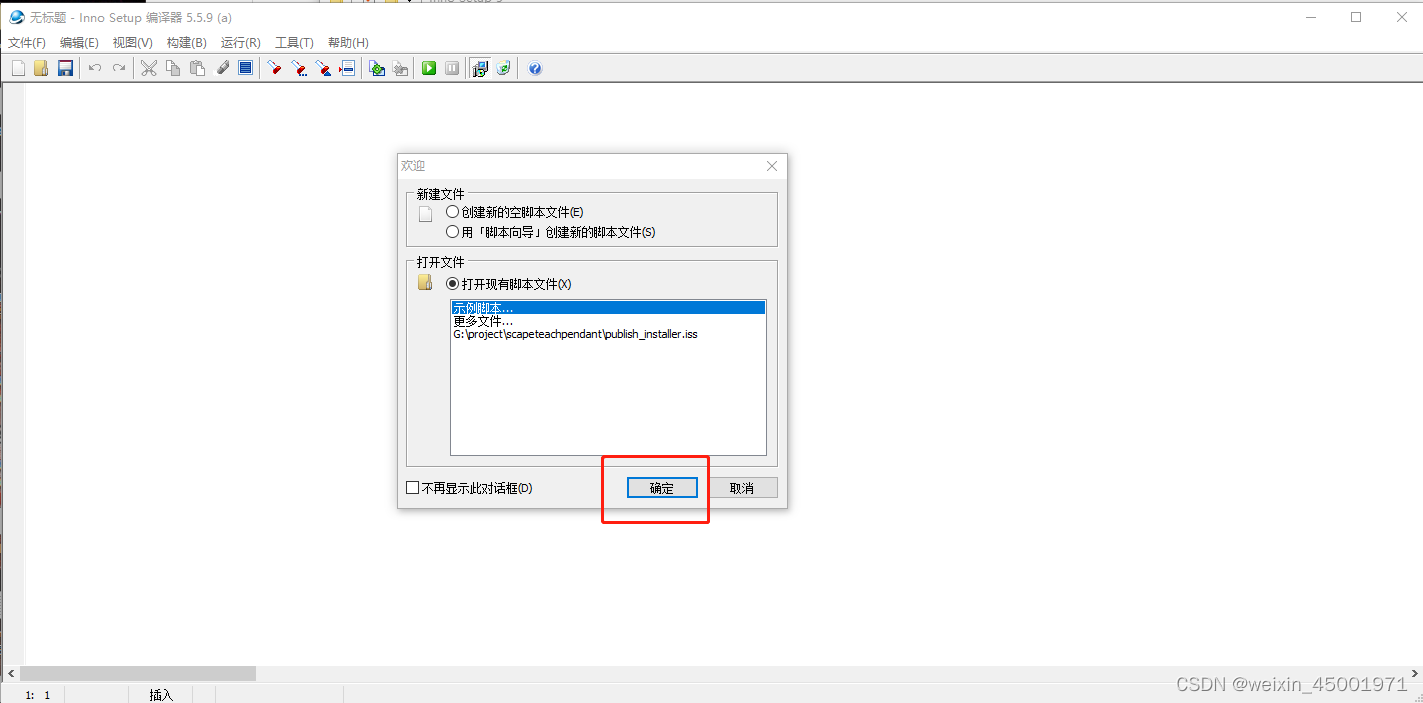 无标题 - Inno Setup 编译器 5.5.9 (a)
文件(F) 编辑(E) 视图(V) 构建(B) 运行(R) 工具(T) 帮助(H)
欢迎
新建文件
创建新的空脚本文件(E)
用「脚本向导」创建新的脚本文件(S)
打开文件
打开现有脚本文件(X)
示例脚本...
更多文件...
G:\project\scapeteachpendant\publish_installer.iss
不再显示此对话框(D)
确定
取消
1: 1
插入
CSDN @weixin_45001971